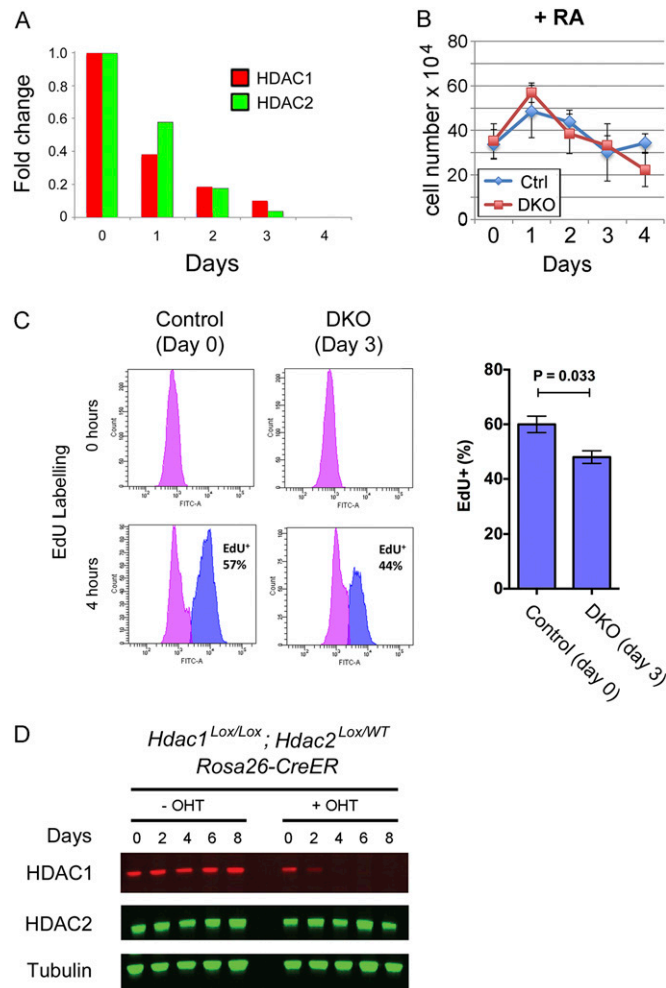 A
Fold change
1.0
0.8
0.6
0.4
0.2
0
HDAC1
HDAC2
0 1 2 3 4
Days
B
+ RA
cell number x 10⁴
80
60
40
20
0
Ctrl
DKO
0 1 2 3 4
Days
C
EdU Labelling
Control
(Day 0)
DKO
(Day 3)
0 hours
Count
FITC-A
Count
FITC-A
4 hours
Count
EdU⁺
57%
FITC-A
Count
EdU⁺
44%
FITC-A
P = 0.033
EdU+ (%)
80
60
40
20
0
Control (day 0)
DKO (day 3)
D
Hdac1 Lox/Lox ; Hdac2 Lox/WT
Rosa26-CreER
- OHT + OHT
Days 0 2 4 6 8 0 2 4 6 8
HDAC1
HDAC2
Tubulin